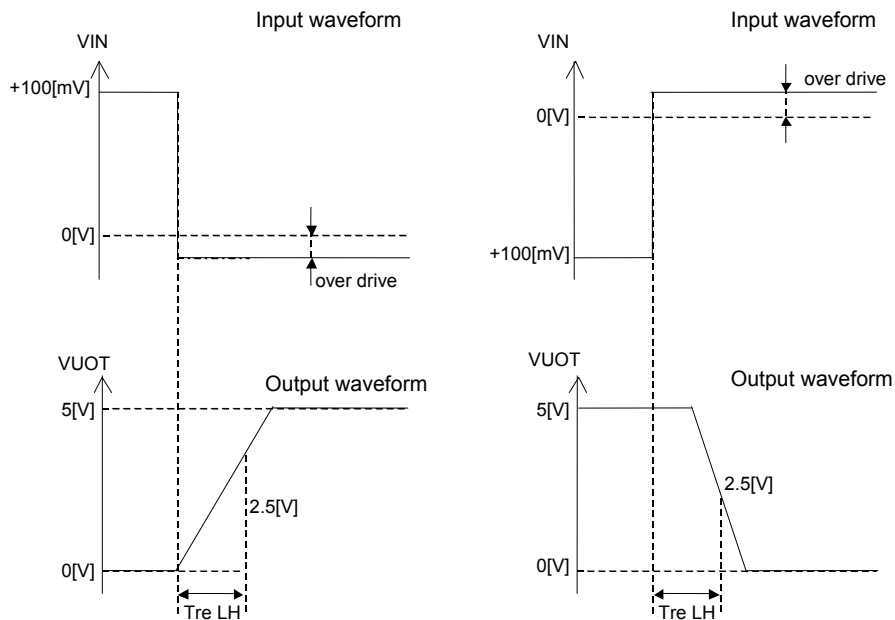 Input waveform
VIN
+100[mV]
0[V]
over drive
VUOT
Output waveform
5[V]
2.5[V]
0[V]
Tre LH
Input waveform
VIN
over drive
0[V]
+100[mV]
VUOT
Output waveform
5[V]
2.5[V]
0[V]
Tre LH